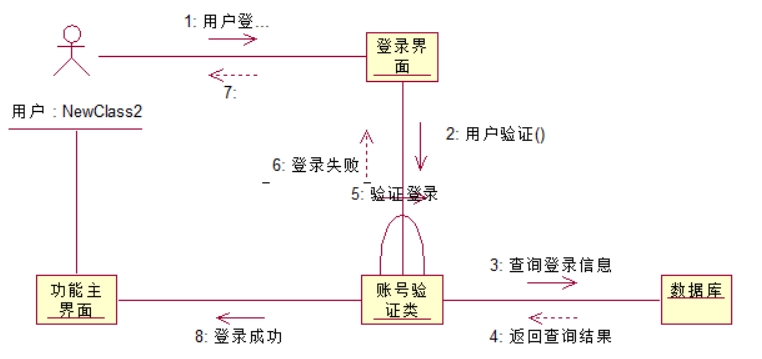 1: 用户登...
登录界
面
7:
用户 : NewClass2
2: 用户验证()
6: 登录失败
5: 验证登录
功能主
界面
账号验
证类
3: 查询登录信息
数据库
8: 登录成功
4: 返回查询结果